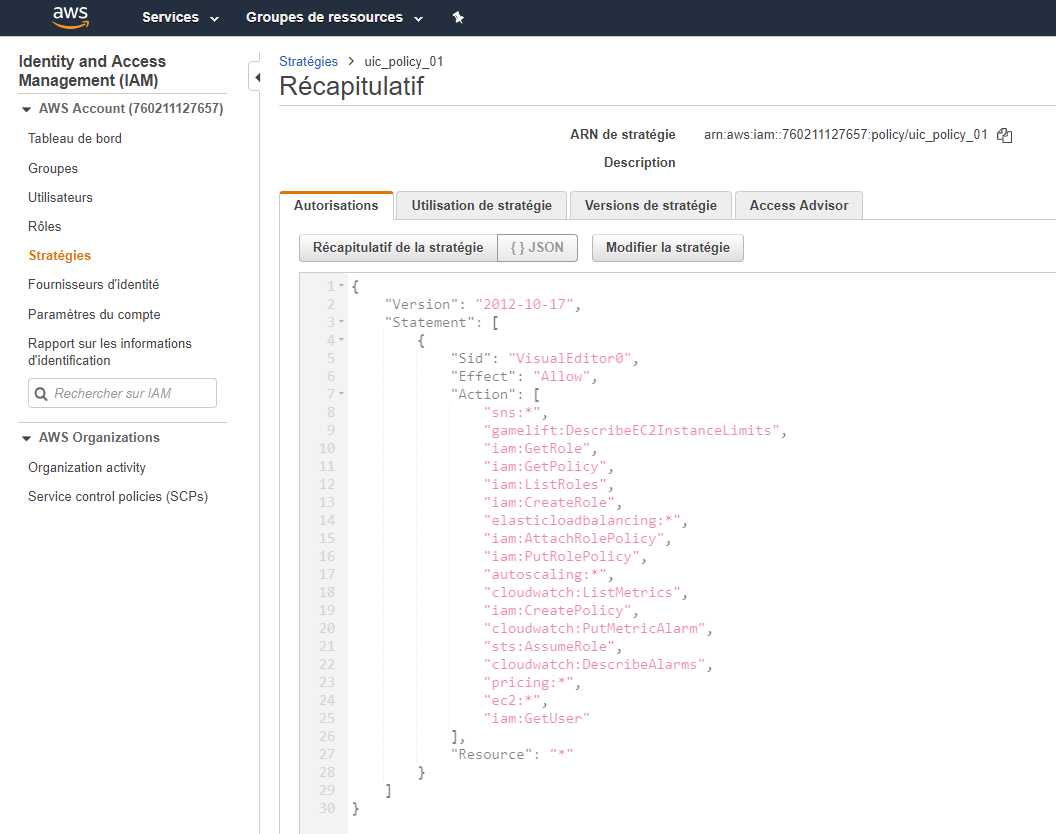 aws
Services
Groupes de ressources
Identity and Access
Management (IAM)
AWS Account (760211127657)
Tableau de bord
Groupes
Utilisateurs
Rôles
Stratégies
Fournisseurs d'identité
Paramètres du compte
Rapport sur les informations
d'identification
Rechercher sur IAM
AWS Organizations
Organization activity
Service control policies (SCPs)
Stratégies > uic_policy_01
Récapitulatif
ARN de stratégie arn:aws:iam::760211127657:policy/uic_policy_01
Description
Autorisations
Utilisation de stratégie
Versions de stratégie
Access Advisor
Récapitulatif de la stratégie
{ } JSON
Modifier la stratégie
1 {
2 "Version": "2012-10-17",
3 "Statement": [
4 {
5 "Sid": "VisualEditor0",
6 "Effect": "Allow",
7 "Action": [
8 "sns:*",
9 "gamelift:DescribeEC2InstanceLimits",
10 "iam:GetRole",
11 "iam:GetPolicy",
12 "iam:ListRoles",
13 "iam:CreateRole",
14 "elasticloadbalancing:*",
15 "iam:AttachRolePolicy",
16 "iam:PutRolePolicy",
17 "autoscaling:*",
18 "cloudwatch:ListMetrics",
19 "iam:CreatePolicy",
20 "cloudwatch:PutMetricAlarm",
21 "sts:AssumeRole",
22 "cloudwatch:DescribeAlarms",
23 "pricing:*",
24 "ec2:*",
25 "iam:GetUser"
26 ],
27 "Resource": "*"
28 }
29 ]
30 }